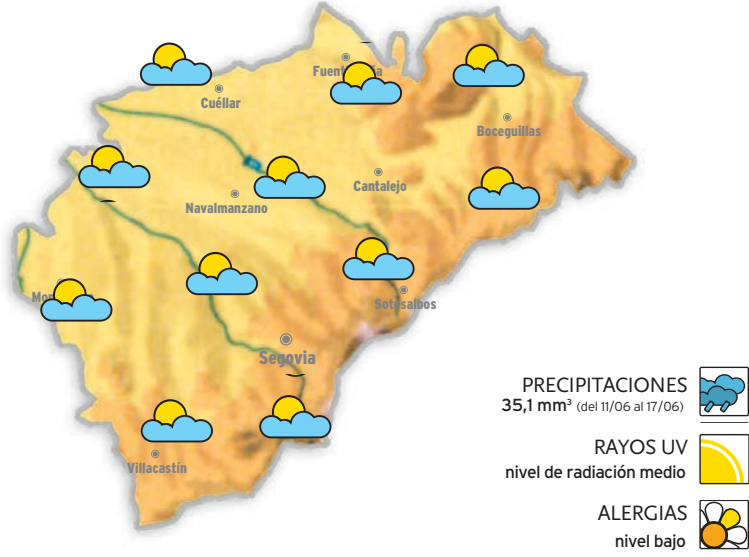 Cuéllar
Boceguillas
Cantalejo
Navalmanzano
Sotosalbos
Segovia
Villacastín
PRECIPITACIONES
35,1 mm³ (del 11/06 al 17/06)
RAYOS UV
nivel de radiación medio
ALERGIAS
nivel bajo